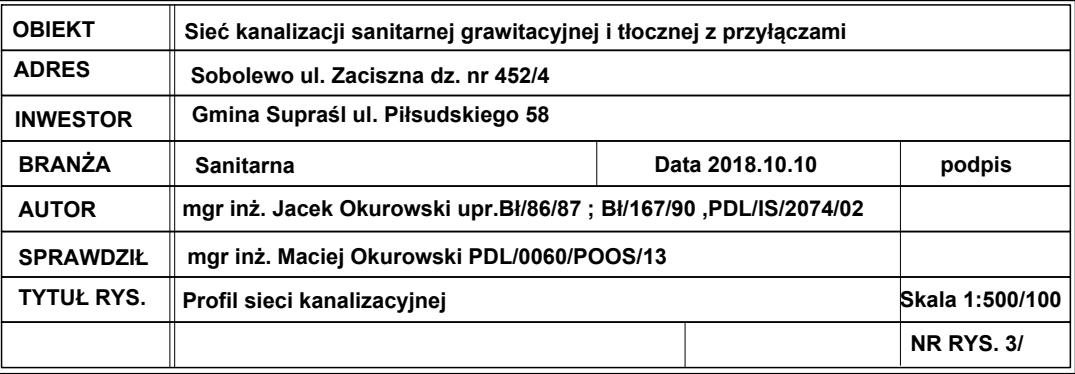 OBIEKT Sieć kanalizacji sanitarnej grawitacyjnej i tłocznej z przyłączami
ADRES Sobolewo ul. Zaciszna dz. nr 452/4
INWESTOR Gmina Supraśl ul. Piłsudskiego 58
BRANŻA Sanitarna Data 2018.10.10 podpis
AUTOR mgr inż. Jacek Okurowski upr.Bł/86/87 ; Bł/167/90 ,PDL/IS/2074/02
SPRAWDZIŁ mgr inż. Maciej Okurowski PDL/0060/POOS/13
TYTUŁ RYS. Profil sieci kanalizacyjnej Skala 1:500/100
NR RYS. 3/